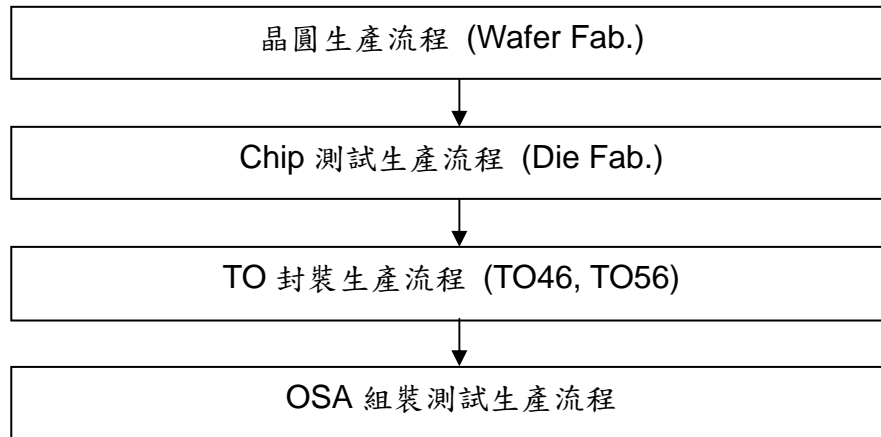 晶圓生產流程 (Wafer Fab.)
Chip 測試生產流程 (Die Fab.)
TO 封裝生產流程 (TO46, TO56)
OSA 組裝測試生產流程